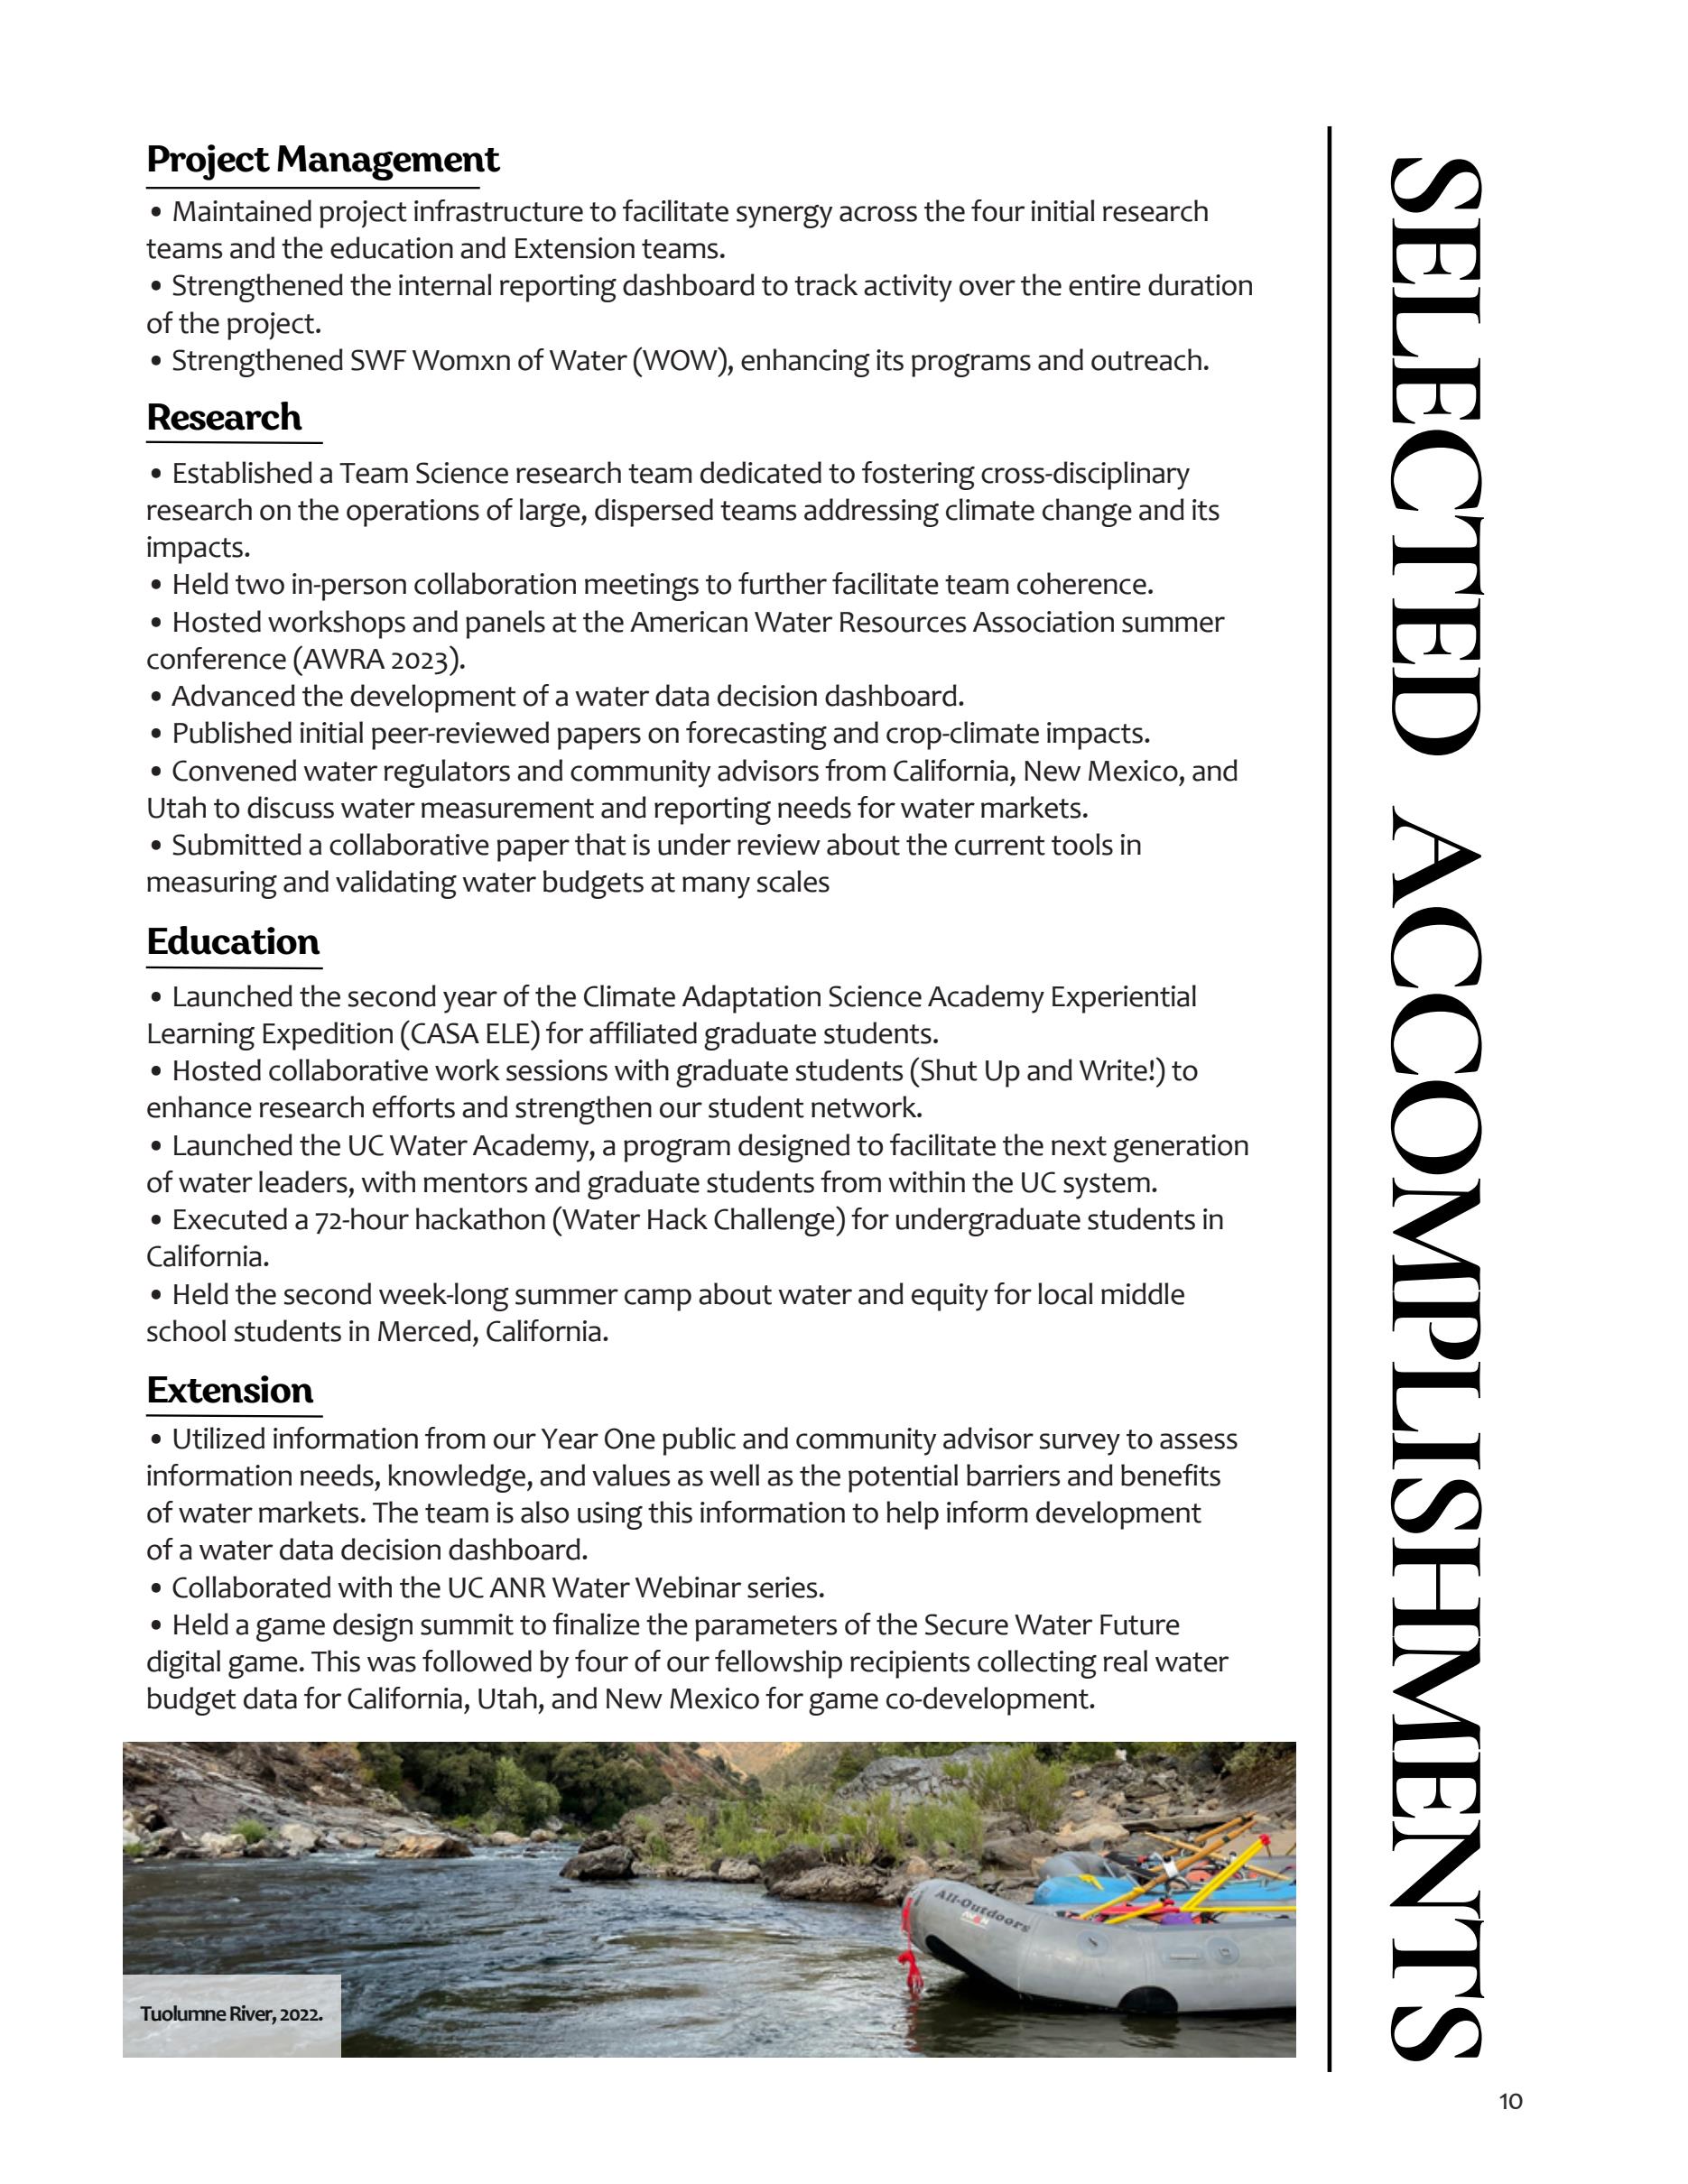 Project Management
• Maintained project infrastructure to facilitate synergy across the four initial research
teams and the education and Extension teams.
• Strengthened the internal reporting dashboard to track activity over the entire duration
of the project.
• Strengthened SWF Womxn of Water (WOW), enhancing its programs and outreach.
Research
• Established a Team Science research team dedicated to fostering cross-disciplinary
research on the operations of large, dispersed teams addressing climate change and its
impacts.
• Held two in-person collaboration meetings to further facilitate team coherence.
• Hosted workshops and panels at the American Water Resources Association summer
conference (AWRA 2023).
• Advanced the development of a water data decision dashboard.
• Published initial peer-reviewed papers on forecasting and crop-climate impacts.
• Convened water regulators and community advisors from California, New Mexico, and
Utah to discuss water measurement and reporting needs for water markets.
• Submitted a collaborative paper that is under review about the current tools in
measuring and validating water budgets at many scales
Education
• Launched the second year of the Climate Adaptation Science Academy Experiential
Learning Expedition (CASA ELE) for affiliated graduate students.
• Hosted collaborative work sessions with graduate students (Shut Up and Write!) to
enhance research efforts and strengthen our student network.
• Launched the UC Water Academy, a program designed to facilitate the next generation
of water leaders, with mentors and graduate students from within the UC system.
• Executed a 72-hour hackathon (Water Hack Challenge) for undergraduate students in
California.
• Held the second week-long summer camp about water and equity for local middle
school students in Merced, California.
Extension
• Utilized information from our Year One public and community advisor survey to assess
information needs, knowledge, and values as well as the potential barriers and benefits
of water markets. The team is also using this information to help inform development
of a water data decision dashboard.
• Collaborated with the UC ANR Water Webinar series.
• Held a game design summit to finalize the parameters of the Secure Water Future
digital game. This was followed by four of our fellowship recipients collecting real water
budget data for California, Utah, and New Mexico for game co-development.
All-Outdoors
Tuolumne River, 2022.
SELECTED ACCOMPLISHMENTS
10